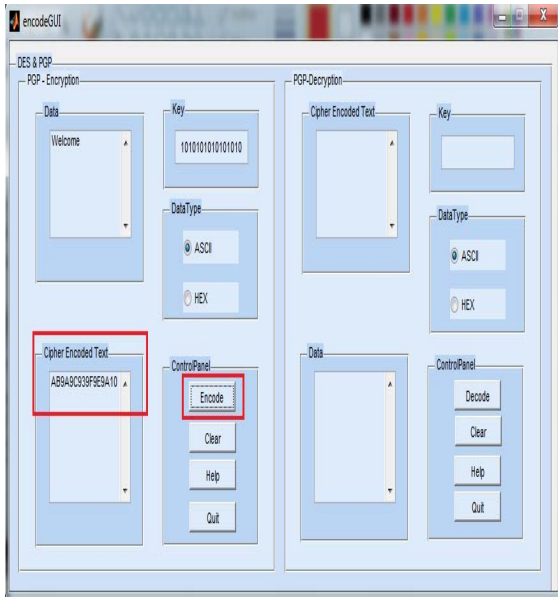 encodeGUI
DES & PGP
PGP - Encryption
Data
Welcome
Key
1010101010101010
DataType
ASCII
HEX
Cipher Encoded Text
AB9A9C939F9E9A10
ControlPanel
Encode
Clear
Help
Quit
PGP-Decryption
Cipher Encoded Text
Key
DataType
ASCII
HEX
Data
ControlPanel
Decode
Clear
Help
Quit